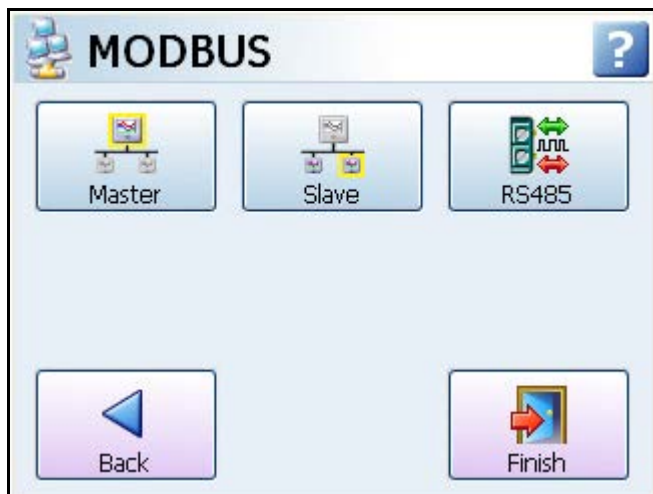 MODBUS
?
Master
Slave
RS485
Back
Finish